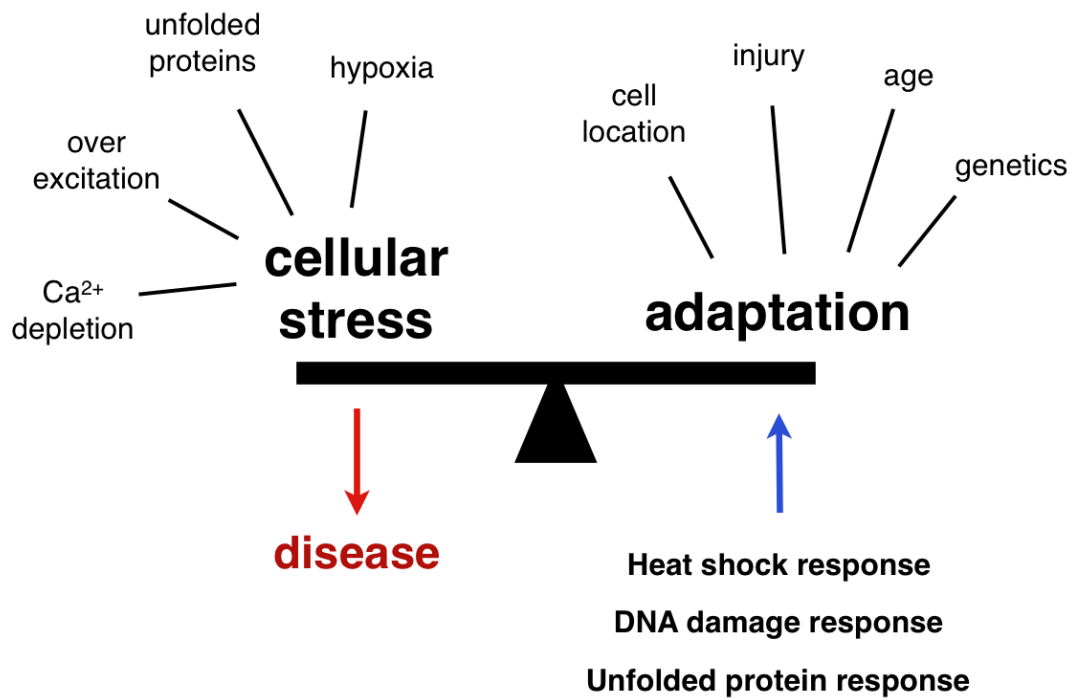 unfolded
proteins
hypoxia
over
excitation
Ca²⁺
depletion
cellular
stress
injury
age
cell
location
genetics
adaptation
disease
Heat shock response
DNA damage response
Unfolded protein response